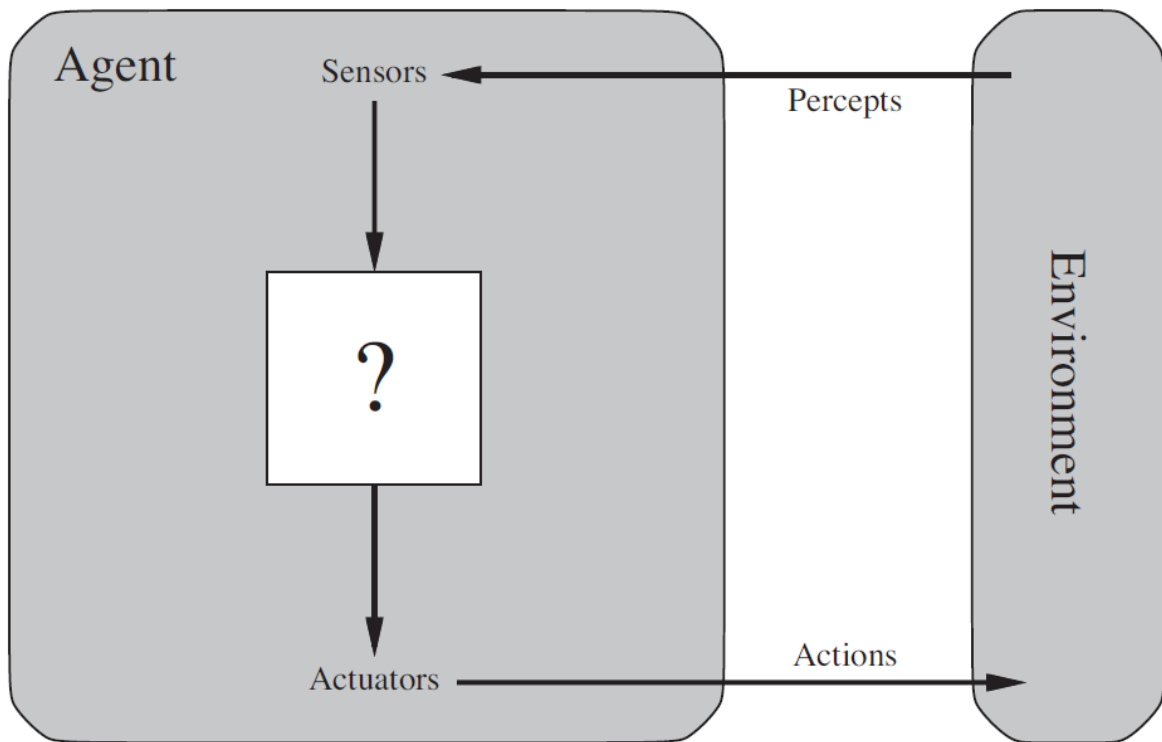 Agent
Sensors
Percepts
?
Environment
Actions
Actuators